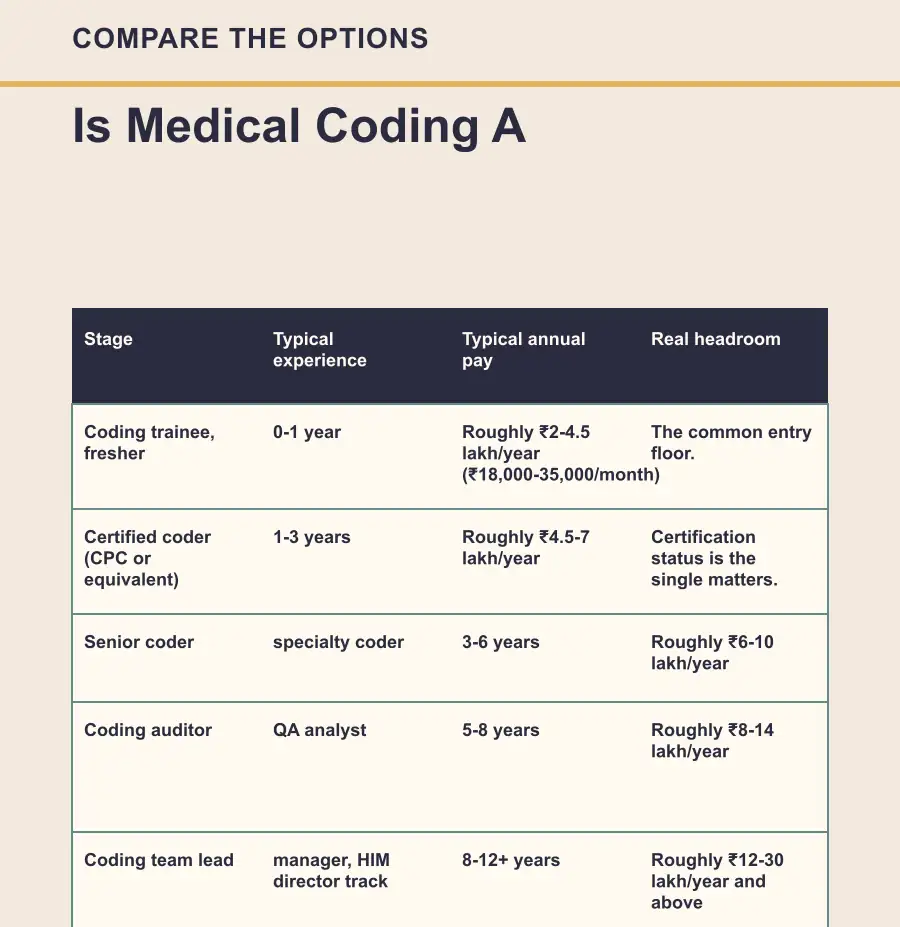 COMPARE THE OPTIONS
Is Medical Coding A
Stage
Typical
experience
Typical annual
pay
Real headroom
Coding trainee,
fresher
0-1 year
Roughly ₹2-4.5
lakh/year
(₹18,000-35,000/month)
The common entry
floor.
Certified coder
(CPC or
equivalent)
1-3 years
Roughly ₹4.5-7
lakh/year
Certification
status is the
single matters.
Senior coder
specialty coder
3-6 years
Roughly ₹6-10
lakh/year
Coding auditor
QA analyst
5-8 years
Roughly ₹8-14
lakh/year
Coding team lead
manager, HIM
director track
8-12+ years
Roughly ₹12-30
lakh/year and
above